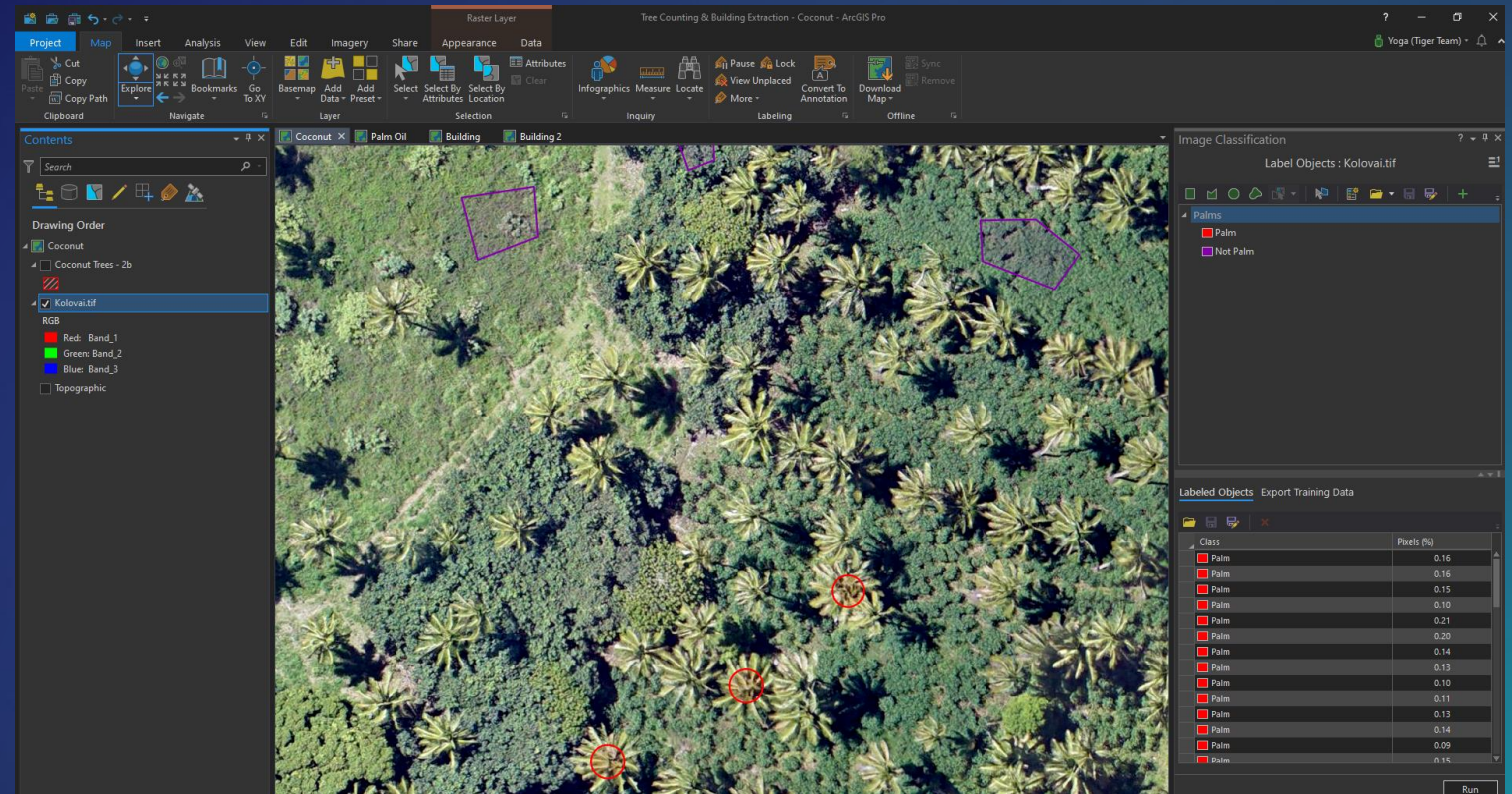 Raster Layer
Tree Counting & Building Extraction - Coconut - ArcGIS Pro
?
Project Map Insert Analysis View Edit Imagery Share Appearance Data
Yoga (Tiger Team)
Paste
Cut
Copy
Copy Path
Clipboard
Explore
Bookmarks
Go To XY
Navigate
Basemap
Add Data
Add Preset
Layer
Select
Select By Attributes
Select By Location
Attributes
Clear
Selection
Infographics
Measure
Locate
Inquiry
Pause
Lock
View Unplaced
More
Convert To Annotation
Labeling
Download Map
Sync
Remove
Offline
Contents
Search
Drawing Order
Coconut
Coconut Trees - 2b
Kolovai.tif
RGB
Red: Band_1
Green: Band_2
Blue: Band_3
Topographic
Coconut
Palm Oil
Building
Building 2
Image Classification
?
Label Objects : Kolovai.tif
Palms
Palm
Not Palm
Labeled Objects Export Training Data
Class Pixels (%)
Palm 0.16
Palm 0.16
Palm 0.15
Palm 0.10
Palm 0.21
Palm 0.20
Palm 0.14
Palm 0.13
Palm 0.10
Palm 0.11
Palm 0.13
Palm 0.14
Palm 0.09
Palm 0.15
Run